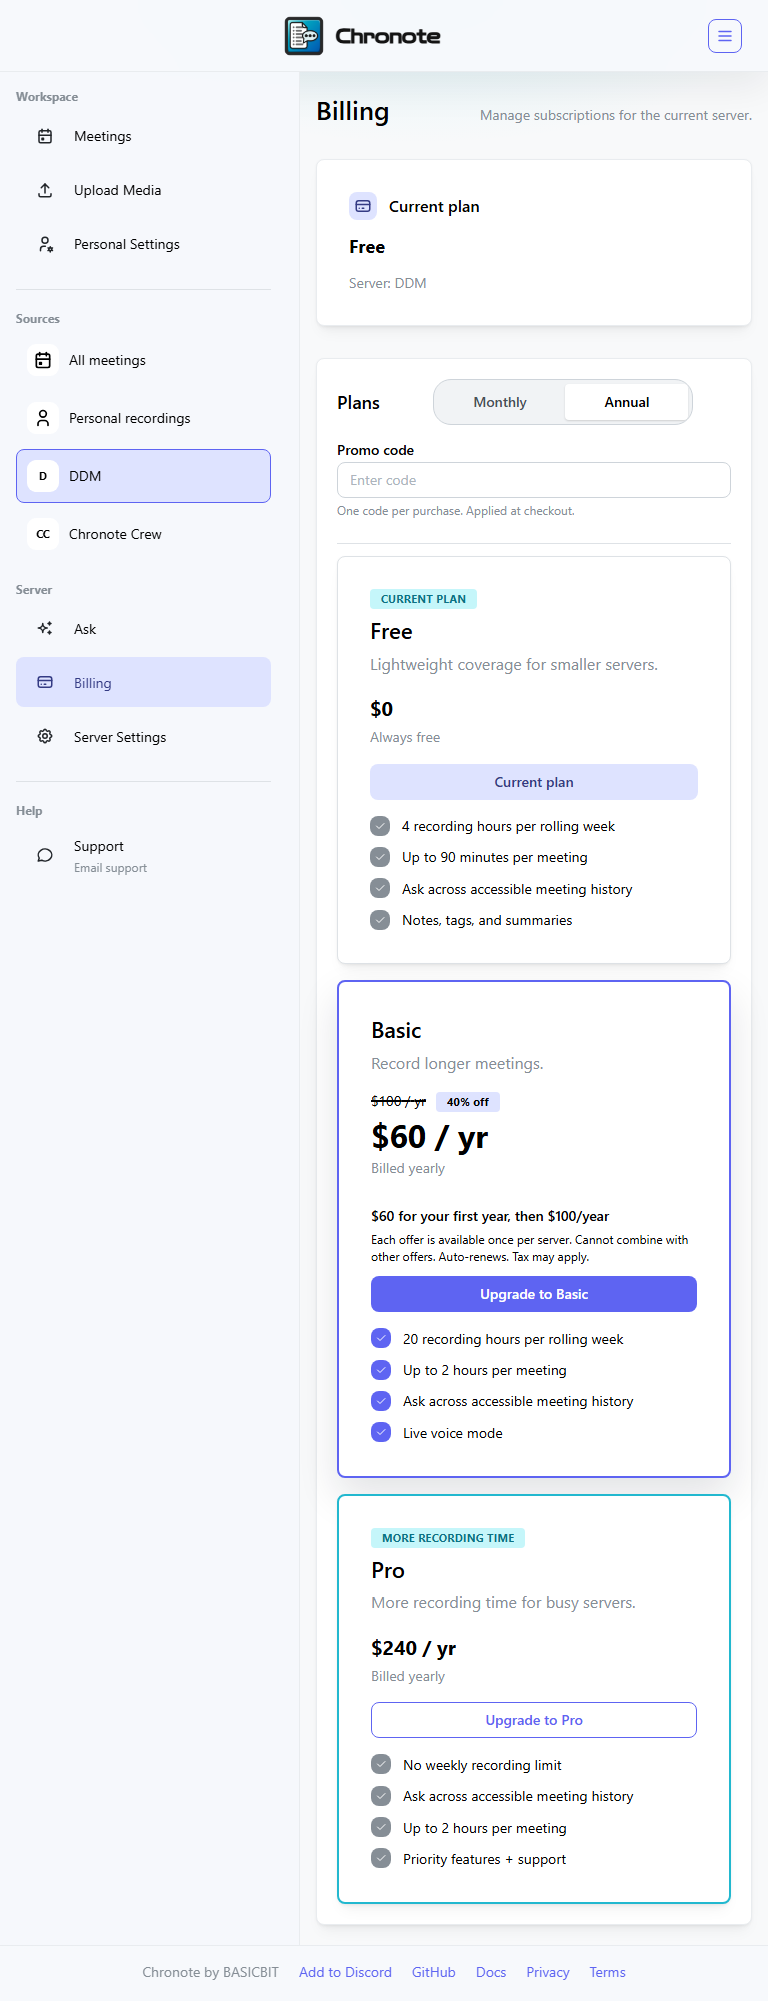 Chronote
Workspace
Meetings
Upload Media
Personal Settings
Sources
All meetings
Personal recordings
D DDM
CC Chronote Crew
Server
Ask
Billing
Server Settings
Help
Support
Email support
Billing
Manage subscriptions for the current server.
Current plan
Free
Server: DDM
Plans
Monthly
Annual
Promo code
Enter code
One code per purchase. Applied at checkout.
CURRENT PLAN
Free
Lightweight coverage for smaller servers.
$0
Always free
Current plan
4 recording hours per rolling week
Up to 90 minutes per meeting
Ask across accessible meeting history
Notes, tags, and summaries
Basic
Record longer meetings.
$100 / yr 40% off
$60 / yr
Billed yearly
$60 for your first year, then $100/year
Each offer is available once per server. Cannot combine with
other offers. Auto-renews. Tax may apply.
Upgrade to Basic
20 recording hours per rolling week
Up to 2 hours per meeting
Ask across accessible meeting history
Live voice mode
MORE RECORDING TIME
Pro
More recording time for busy servers.
$240 / yr
Billed yearly
Upgrade to Pro
No weekly recording limit
Ask across accessible meeting history
Up to 2 hours per meeting
Priority features + support
Chronote by BASICBIT Add to Discord GitHub Docs Privacy Terms